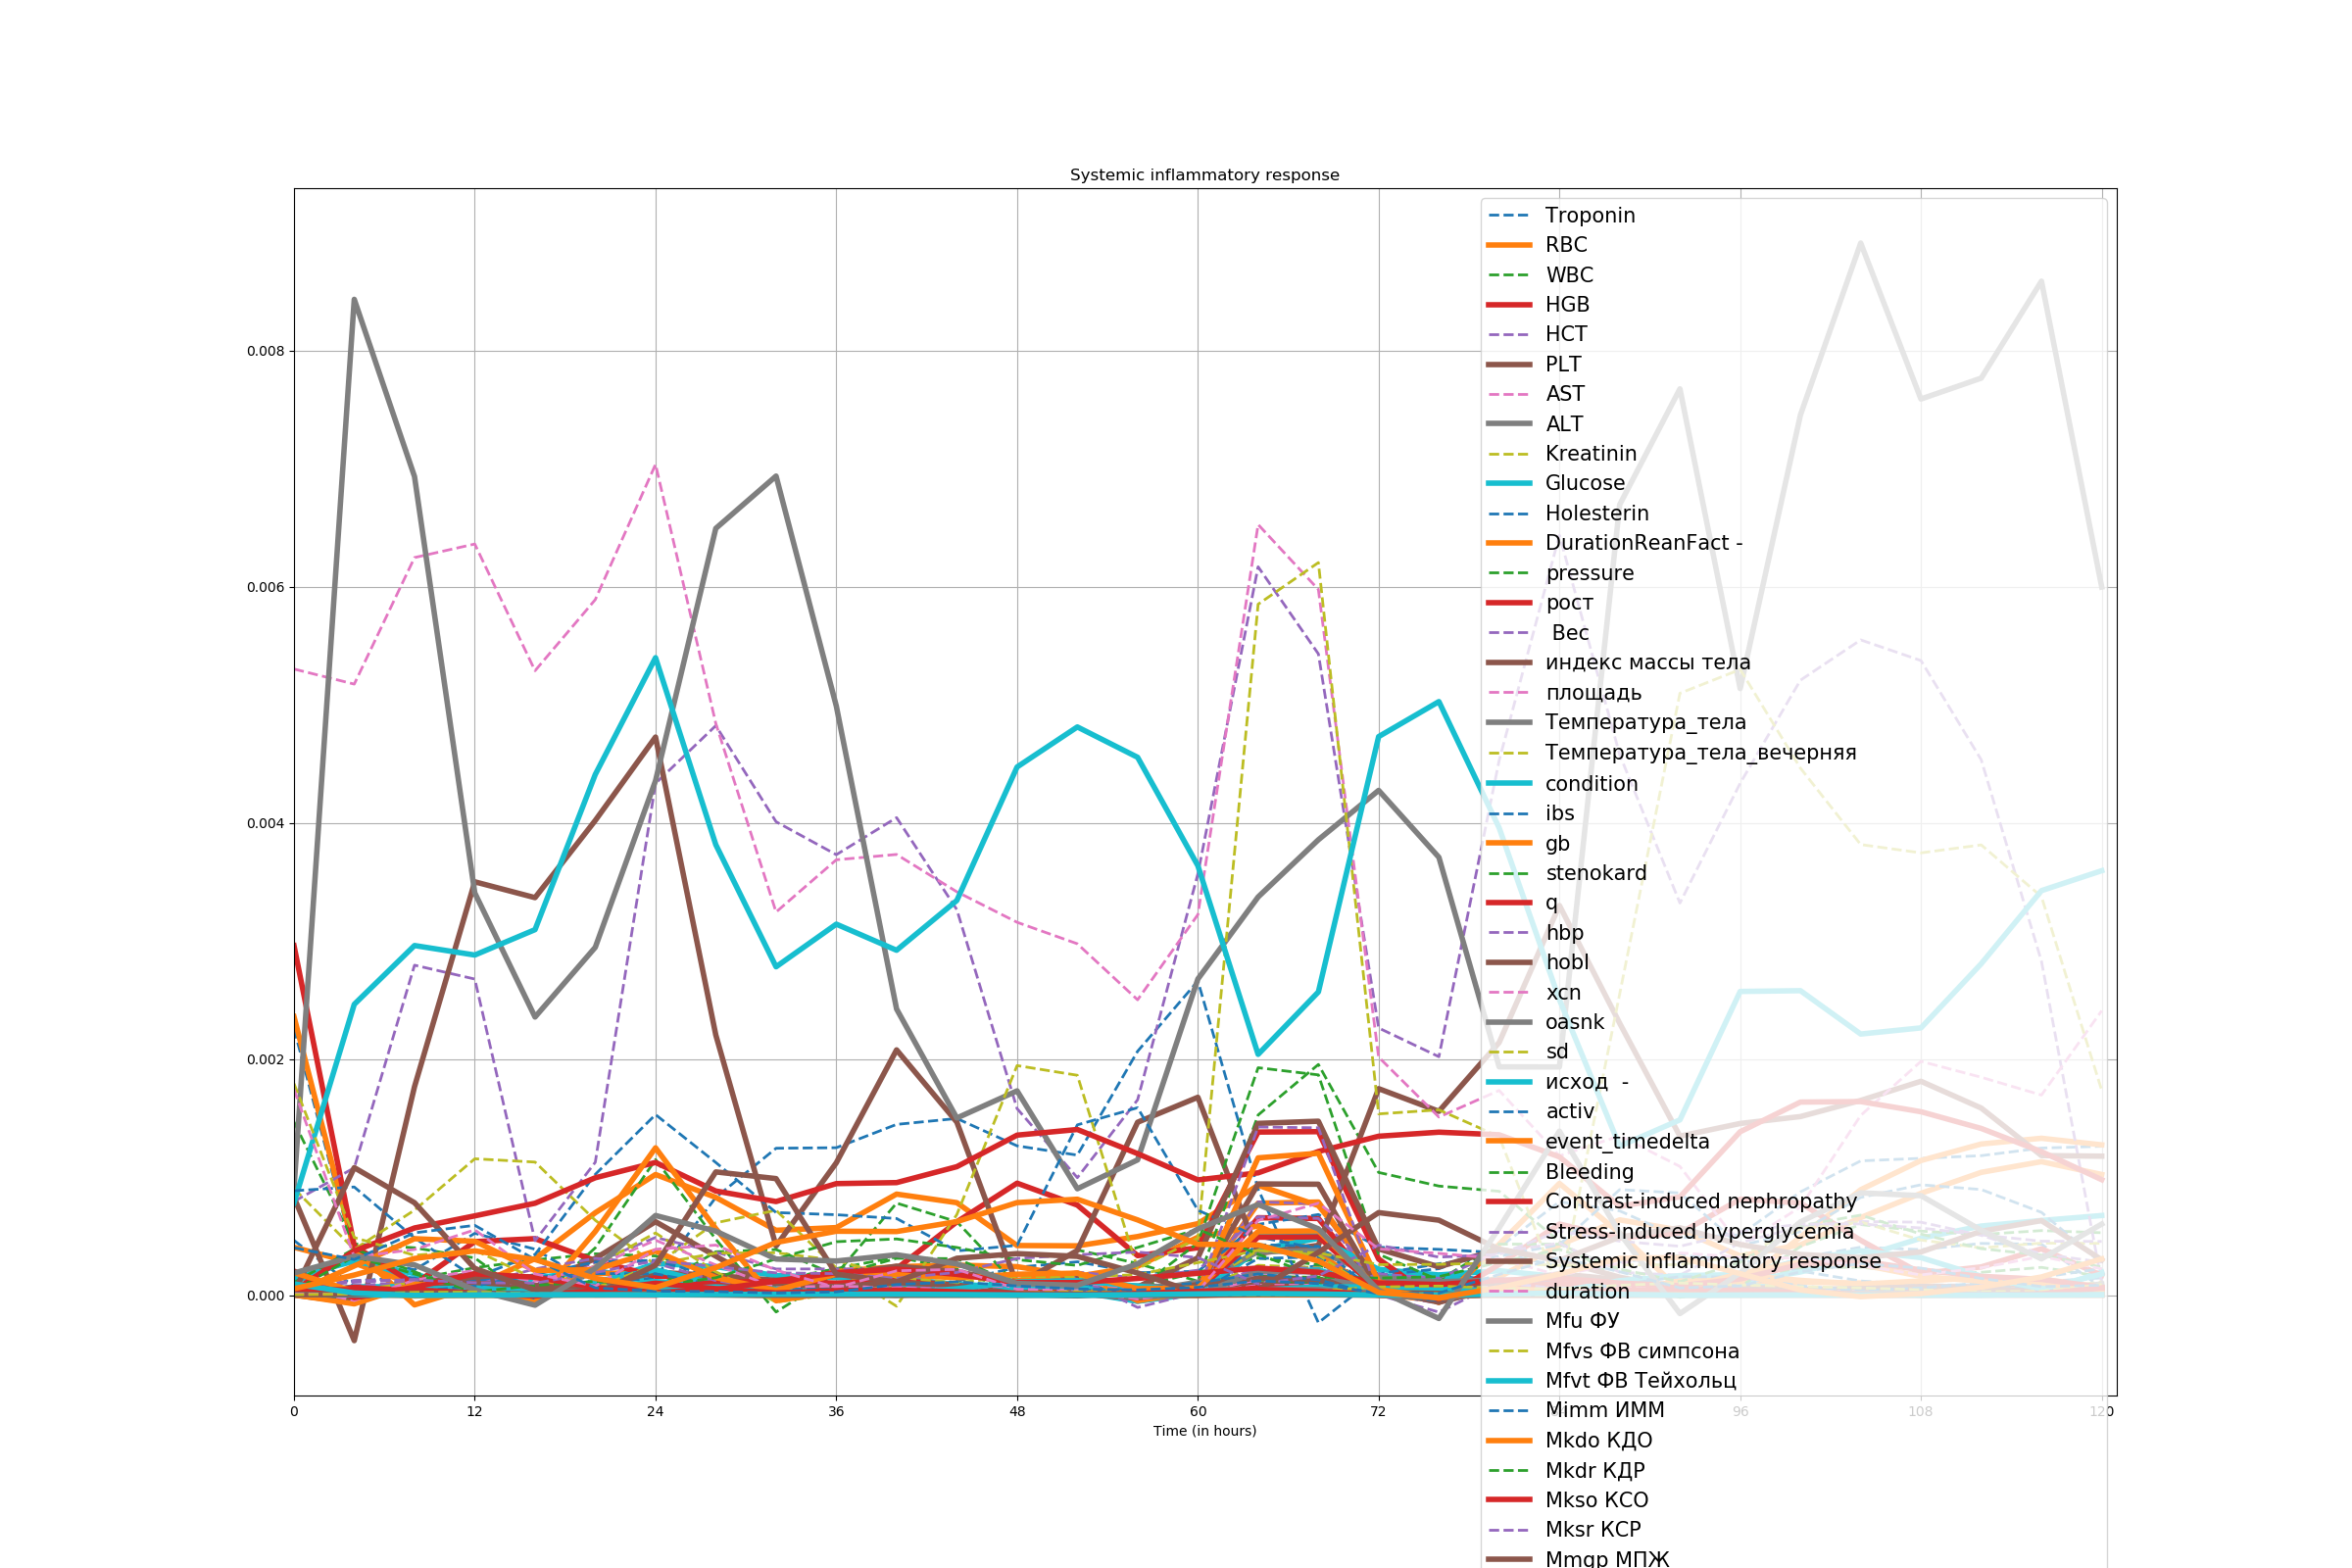 Systemic inflammatory response
0.008
0.006
0.004
0.002
0.000
0 12 24 36 48 60 72 96 108 120
Time (in hours)
Troponin
RBC
WBC
HGB
HCT
PLT
AST
ALT
Kreatinin
Glucose
Holesterin
DurationReanFact -
pressure
рост
Вес
индекс массы тела
площадь
Температура_тела
Температура_тела_вечерняя
condition
ibs
gb
stenokard
q
hbp
hobl
xcn
oasnk
sd
исход -
activ
event_timedelta
Bleeding
Contrast-induced nephropathy
Stress-induced hyperglycemia
Systemic inflammatory response
duration
Mfu ФУ
Mfvs ФВ симпсона
Mfvt ФВ Тейхольц
Mimm ИММ
Mkdo КДО
Mkdr КДР
Mkso КСО
Mksr КСР
Mmgp МПЖ